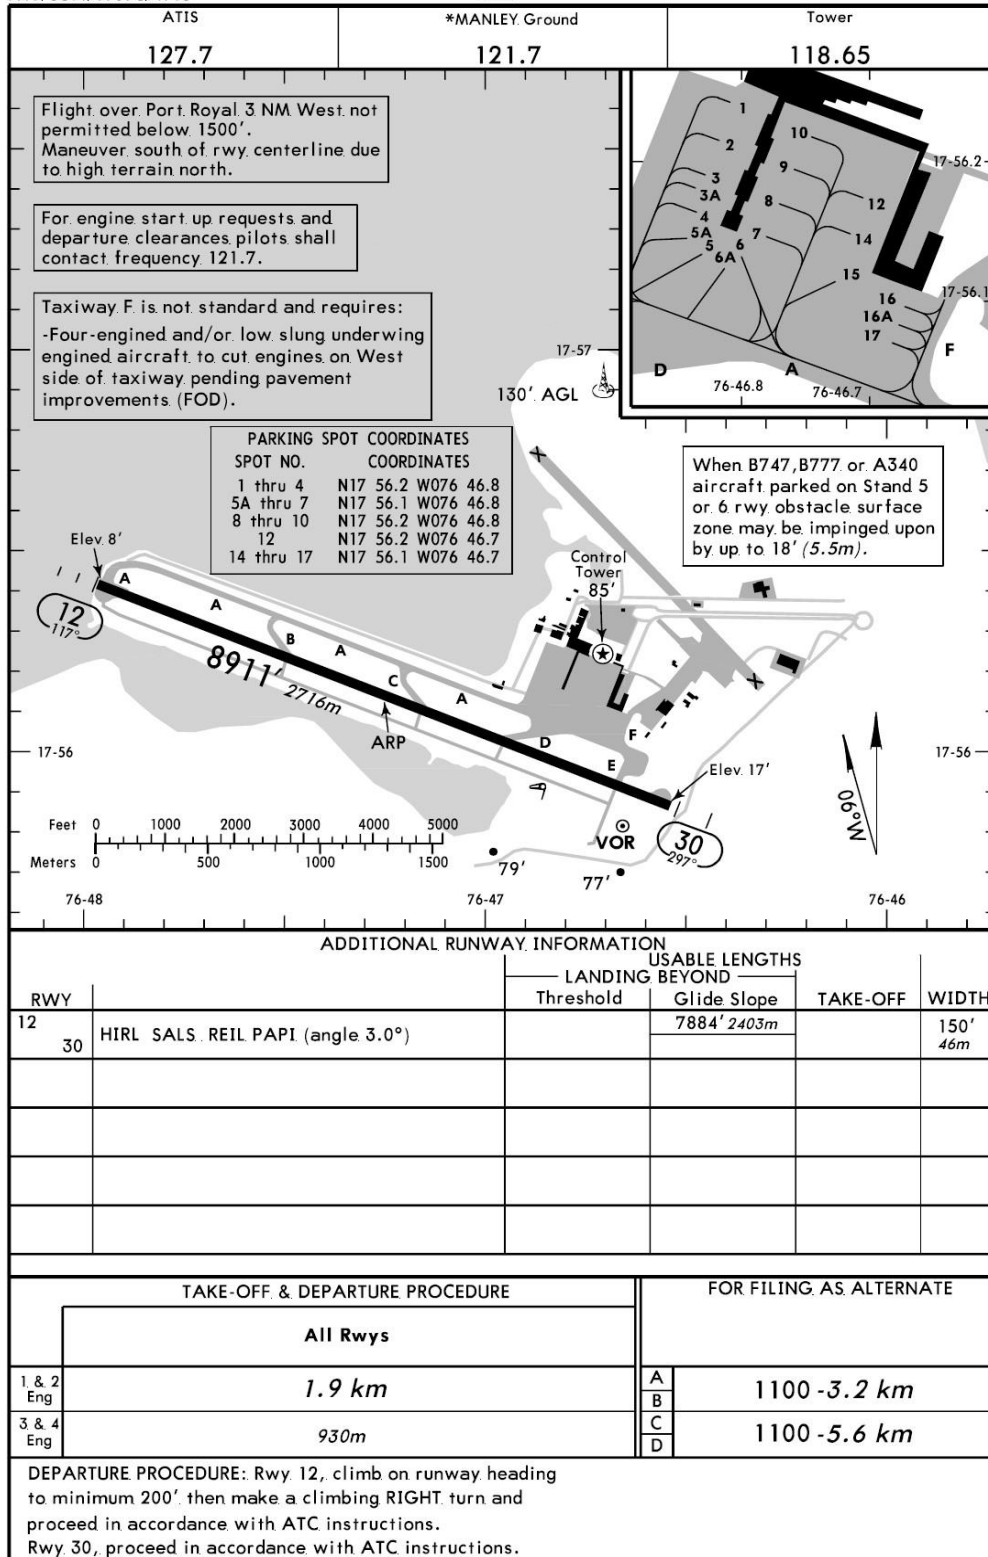 ATIS
127.7
*MANLEY Ground
121.7
Tower
118.65
Flight over Port Royal 3 NM West not
permitted below 1500'.
Maneuver south of rwy centerline due
to high terrain north.
For engine start up requests and
departure clearances pilots shall
contact frequency 121.7.
Taxiway F is not standard and requires:
-Four-engined and/or low slung underwing
engined aircraft to cut engines on West
side of taxiway pending pavement
improvements (FOD).
1
2
3
3A
4
5A
5
6
6A
7
8
9
10
12
14
15
16
16A
17
D
A
F
17-56.2
17-56.1
76-46.8
76-46.7
17-57
130' AGL
PARKING SPOT COORDINATES
SPOT NO. COORDINATES
1 thru 4 N17 56.2 W076 46.8
5A thru 7 N17 56.1 W076 46.8
8 thru 10 N17 56.2 W076 46.8
12 N17 56.2 W076 46.7
14 thru 17 N17 56.1 W076 46.7
When B747,B777 or A340
aircraft parked on Stand 5
or 6 rwy obstacle surface
zone may be impinged upon
by up to 18' (5.5m).
Elev 8'
12
117°
A
A
B
A
C
A
D
E
F
8911' 2716m
ARP
Control
Tower
85'
17-56
17-56
Elev 17'
30
297°
VOR
79'
77'
06°W
Feet 0 1000 2000 3000 4000 5000
Meters 0 500 1000 1500
76-48
76-47
76-46
ADDITIONAL RUNWAY INFORMATION
USABLE LENGTHS
LANDING BEYOND
RWY Threshold Glide Slope TAKE-OFF WIDTH
12
30
HIRL SALS REIL PAPI (angle 3.0°)
7884' 2403m
150'
46m
TAKE-OFF & DEPARTURE PROCEDURE
All Rwys
1 & 2
Eng
1.9 km
3 & 4
Eng
930m
FOR FILING AS ALTERNATE
A
B
1100 -3.2 km
C
D
1100 -5.6 km
DEPARTURE PROCEDURE: Rwy 12, climb on runway heading
to minimum 200' then make a climbing RIGHT turn and
proceed in accordance with ATC instructions.
Rwy 30, proceed in accordance with ATC instructions.